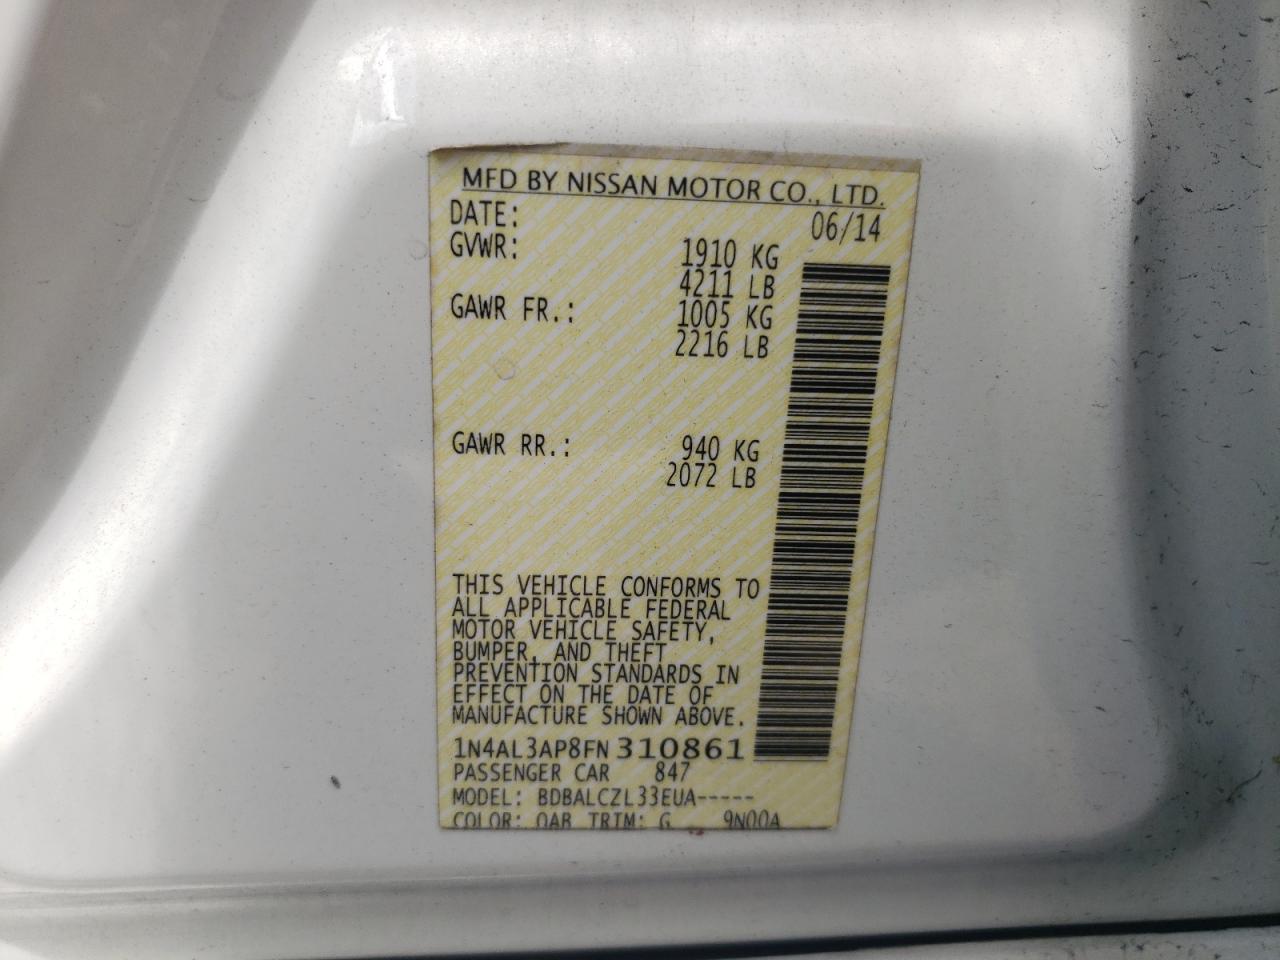 MFD BY NISSAN MOTOR CO., LTD.
DATE: 06/14
GVWR: 1910 KG
4211 LB
GAWR FR.: 1005 KG
2216 LB
GAWR RR.: 940 KG
2072 LB
THIS VEHICLE CONFORMS TO
ALL APPLICABLE FEDERAL
MOTOR VEHICLE SAFETY,
BUMPER, AND THEFT
PREVENTION STANDARDS IN
EFFECT ON THE DATE OF
MANUFACTURE SHOWN ABOVE.
1N4AL3AP8FN310861
PASSENGER CAR 847
MODEL: BDBALCZL33EUA-----
COLOR: QAB TRIM: G 9N00A